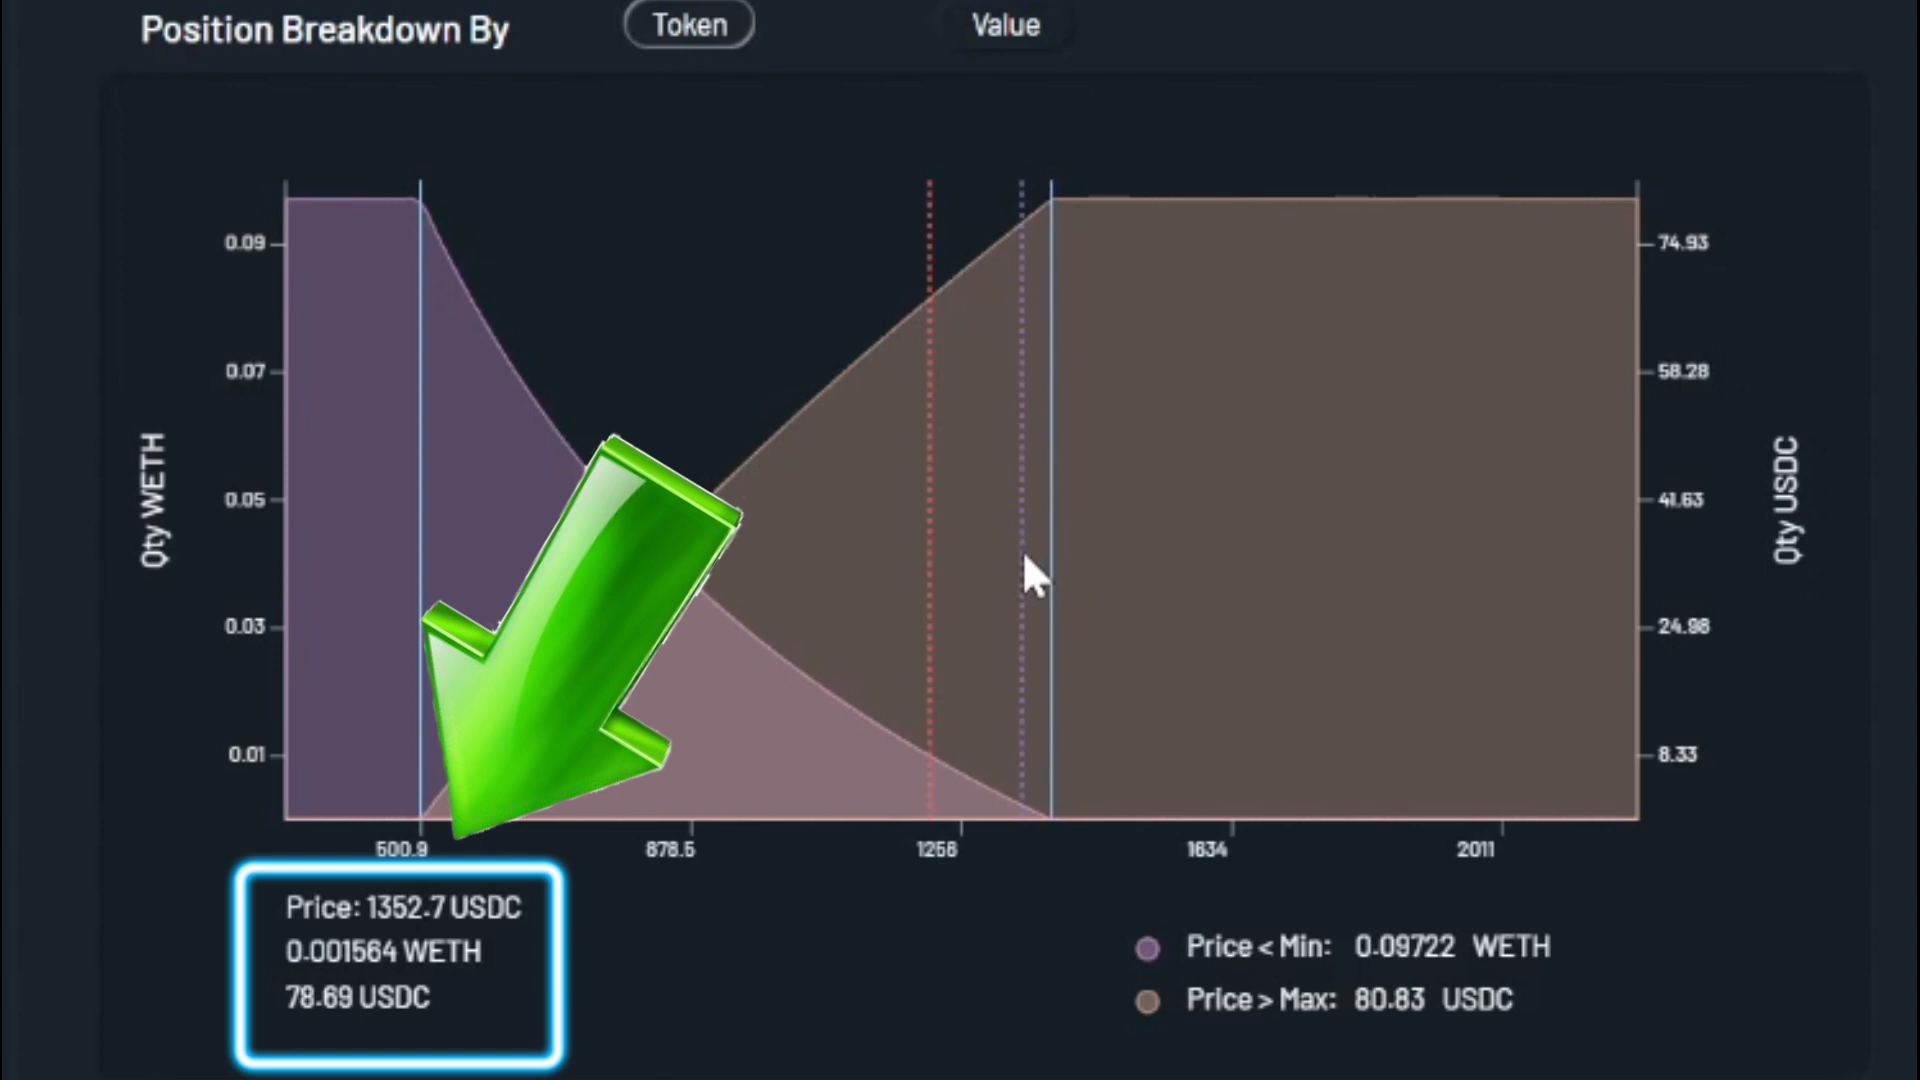 Position Breakdown By Token Value
0.09
0.07
0.05
0.03
0.01
Qty WETH
74.93
58.28
41.63
24.98
8.33
Qty USDC
500.9 878.5 1256 1634 2011
Price: 1352.7 USDC
0.001564 WETH
78.69 USDC
Price < Min: 0.09722 WETH
Price > Max: 80.83 USDC